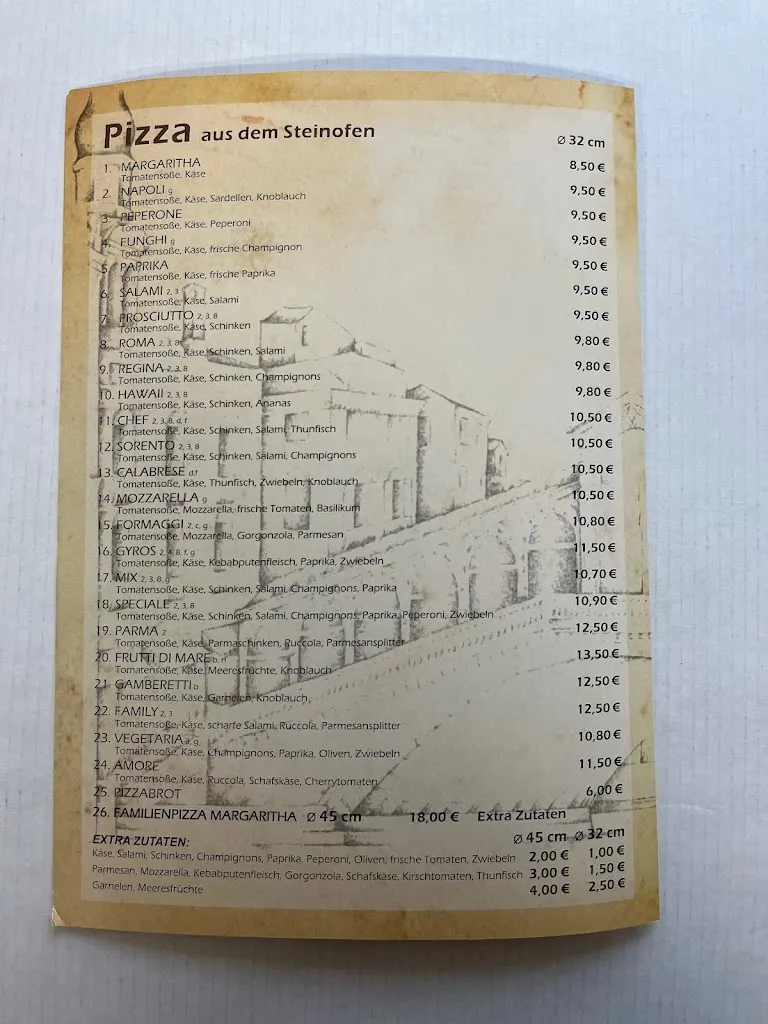 Pizza aus dem Steinofen ⌀ 32 cm
1. MARGARITHA 8,50 €
Tomatensoße, Käse
2. NAPOLI g 9,50 €
Tomatensoße, Käse, Sardellen, Knoblauch
3. PEPERONE 9,50 €
Tomatensoße, Käse, Peperoni
4. FUNGHI g 9,50 €
Tomatensoße, Käse, frische Champignon
5. PAPRIKA 9,50 €
Tomatensoße, Käse, frische Paprika
6. SALAMI 2, 3 9,50 €
Tomatensoße, Käse, Salami
7. PROSCIUTTO 2, 3, 8 9,50 €
Tomatensoße, Käse, Schinken
8. ROMA 2, 3, 8 9,80 €
Tomatensoße, Käse, Schinken, Salami
9. REGINA 2, 3, 8 9,80 €
Tomatensoße, Käse, Schinken, Champignons
10. HAWAII 2, 3, 8 9,80 €
Tomatensoße, Käse, Schinken, Ananas
11. CHEF 2, 3, 8, d, f 10,50 €
Tomatensoße, Käse, Schinken, Salami, Thunfisch
12. SORENTO 2, 3, 8 10,50 €
Tomatensoße, Käse, Schinken, Salami, Champignons
13. CALABRESE d,f 10,50 €
Tomatensoße, Käse, Thunfisch, Zwiebeln, Knoblauch
14. MOZZARELLA g 10,50 €
Tomatensoße, Mozzarella, frische Tomaten, Basilikum
15. FORMAGGI 2, c, g 10,80 €
Tomatensoße, Mozzarella, Gorgonzola, Parmesan
16. GYROS 2, 4, 8, f, g 11,50 €
Tomatensoße, Käse, Kebabputenfleisch, Paprika, Zwiebeln
17. MIX 2, 3, 8, g 10,70 €
Tomatensoße, Käse, Schinken, Salami, Champignons, Paprika
18. SPECIALE 2, 3, 8 10,90 €
Tomatensoße, Käse, Schinken, Salami, Champignons, Paprika, Peperoni, Zwiebeln
19. PARMA 2 12,50 €
Tomatensoße, Käse, Parmaschinken, Ruccola, Parmesansplitter
20. FRUTTI DI MARE b, n 13,50 €
Tomatensoße, Käse, Meeresfrüchte, Knoblauch
21. GAMBERETTI b 12,50 €
Tomatensoße, Käse, Garnelen, Knoblauch
22. FAMILY 2, 3 12,50 €
Tomatensoße, Käse, scharfe Salami, Ruccola, Parmesansplitter
23. VEGETARIA a, g 10,80 €
Tomatensoße, Käse, Champignons, Paprika, Oliven, Zwiebeln
24. AMORE 11,50 €
Tomatensoße, Käse, Ruccola, Schafskäse, Cherrytomaten
25. PIZZABROT 6,00 €
26. FAMILIENPIZZA MARGARITHA ⌀ 45 cm 18,00 € Extra Zutaten
EXTRA ZUTATEN: ⌀ 45 cm ⌀ 32 cm
Käse, Salami, Schinken, Champignons, Paprika, Peperoni, Oliven, frische Tomaten, Zwiebeln 2,00 € 1,00 €
Parmesan, Mozzarella, Kebabputenfleisch, Gorgonzola, Schafskäse, Kirschtomaten, Thunfisch 3,00 € 1,50 €
Garnelen, Meeresfrüchte 4,00 € 2,50 €